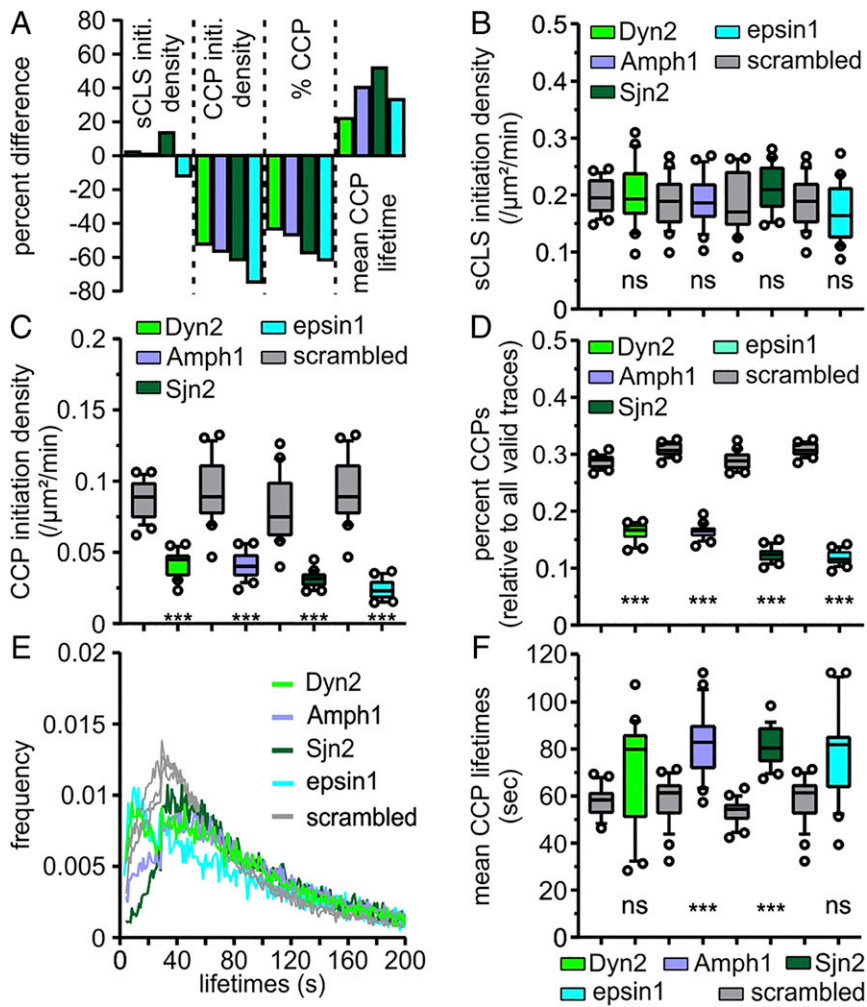 A
percent difference
80
60
40
20
0
-20
-40
-60
-80
sCLS initi.
density
CCP initi.
density
% CCP
mean CCP
lifetime
B
sCLS initiation density
(/µm²/min)
0.5
0.4
0.3
0.2
0.1
0
Dyn2
epsin1
Amph1
scrambled
Sjn2
ns
ns
ns
ns
C
CCP initiation density
(/µm²/min)
0.2
0.15
0.1
0.05
0
Dyn2
epsin1
Amph1
scrambled
Sjn2
***
***
***
***
D
percent CCPs
(relative to all valid traces)
0.5
0.4
0.3
0.2
0.1
0
Dyn2
epsin1
Amph1
scrambled
Sjn2
***
***
***
***
E
frequency
0.02
0.015
0.01
0.005
0
Dyn2
Amph1
Sjn2
epsin1
scrambled
0 40 80 120 160 200
lifetimes (s)
F
mean CCP lifetimes
(sec)
120
100
80
60
40
20
0
ns
***
***
ns
Dyn2
Amph1
Sjn2
epsin1
scrambled